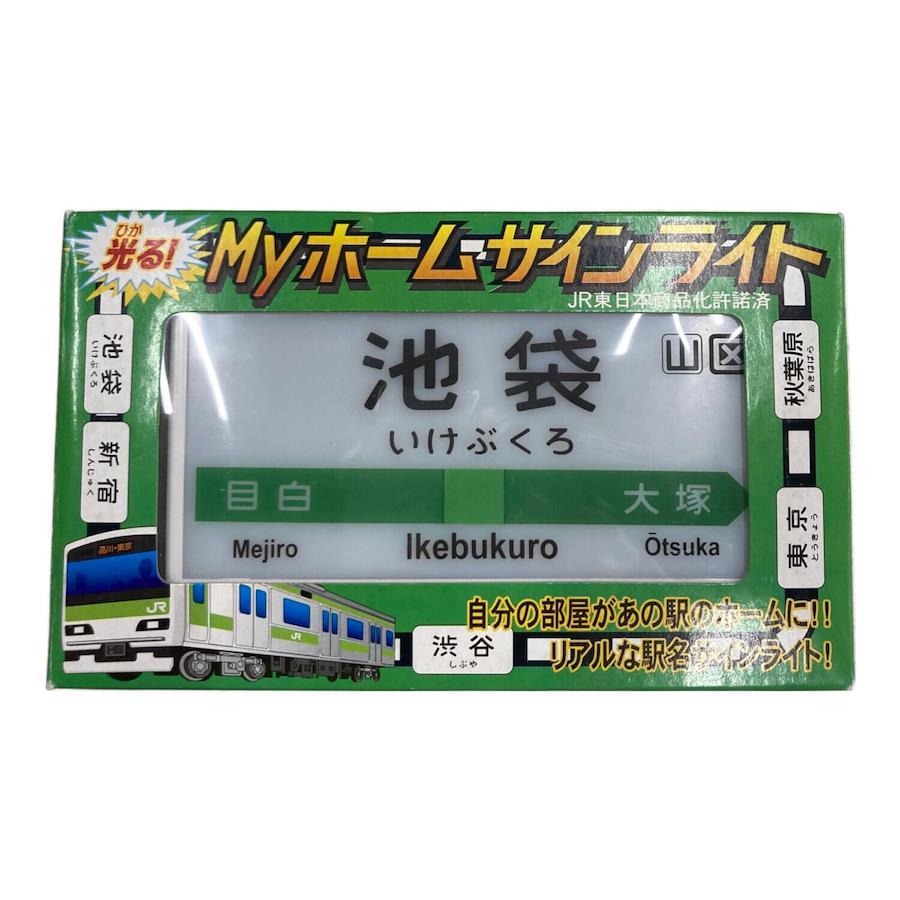 ひか
光る!
Myホームサインライト
JR東日本商品化許諾済
池袋
いけぶくろ
新宿
しんじゅく
池袋
山 区
いけぶくろ
目白
大塚
Mejiro
Ikebukuro
Ōtsuka
秋葉原
あきはばら
東京
とうきょう
品川・東京
JR
JR
渋谷
しぶや
自分の部屋があの駅のホームに!!
リアルな駅名サインライト!